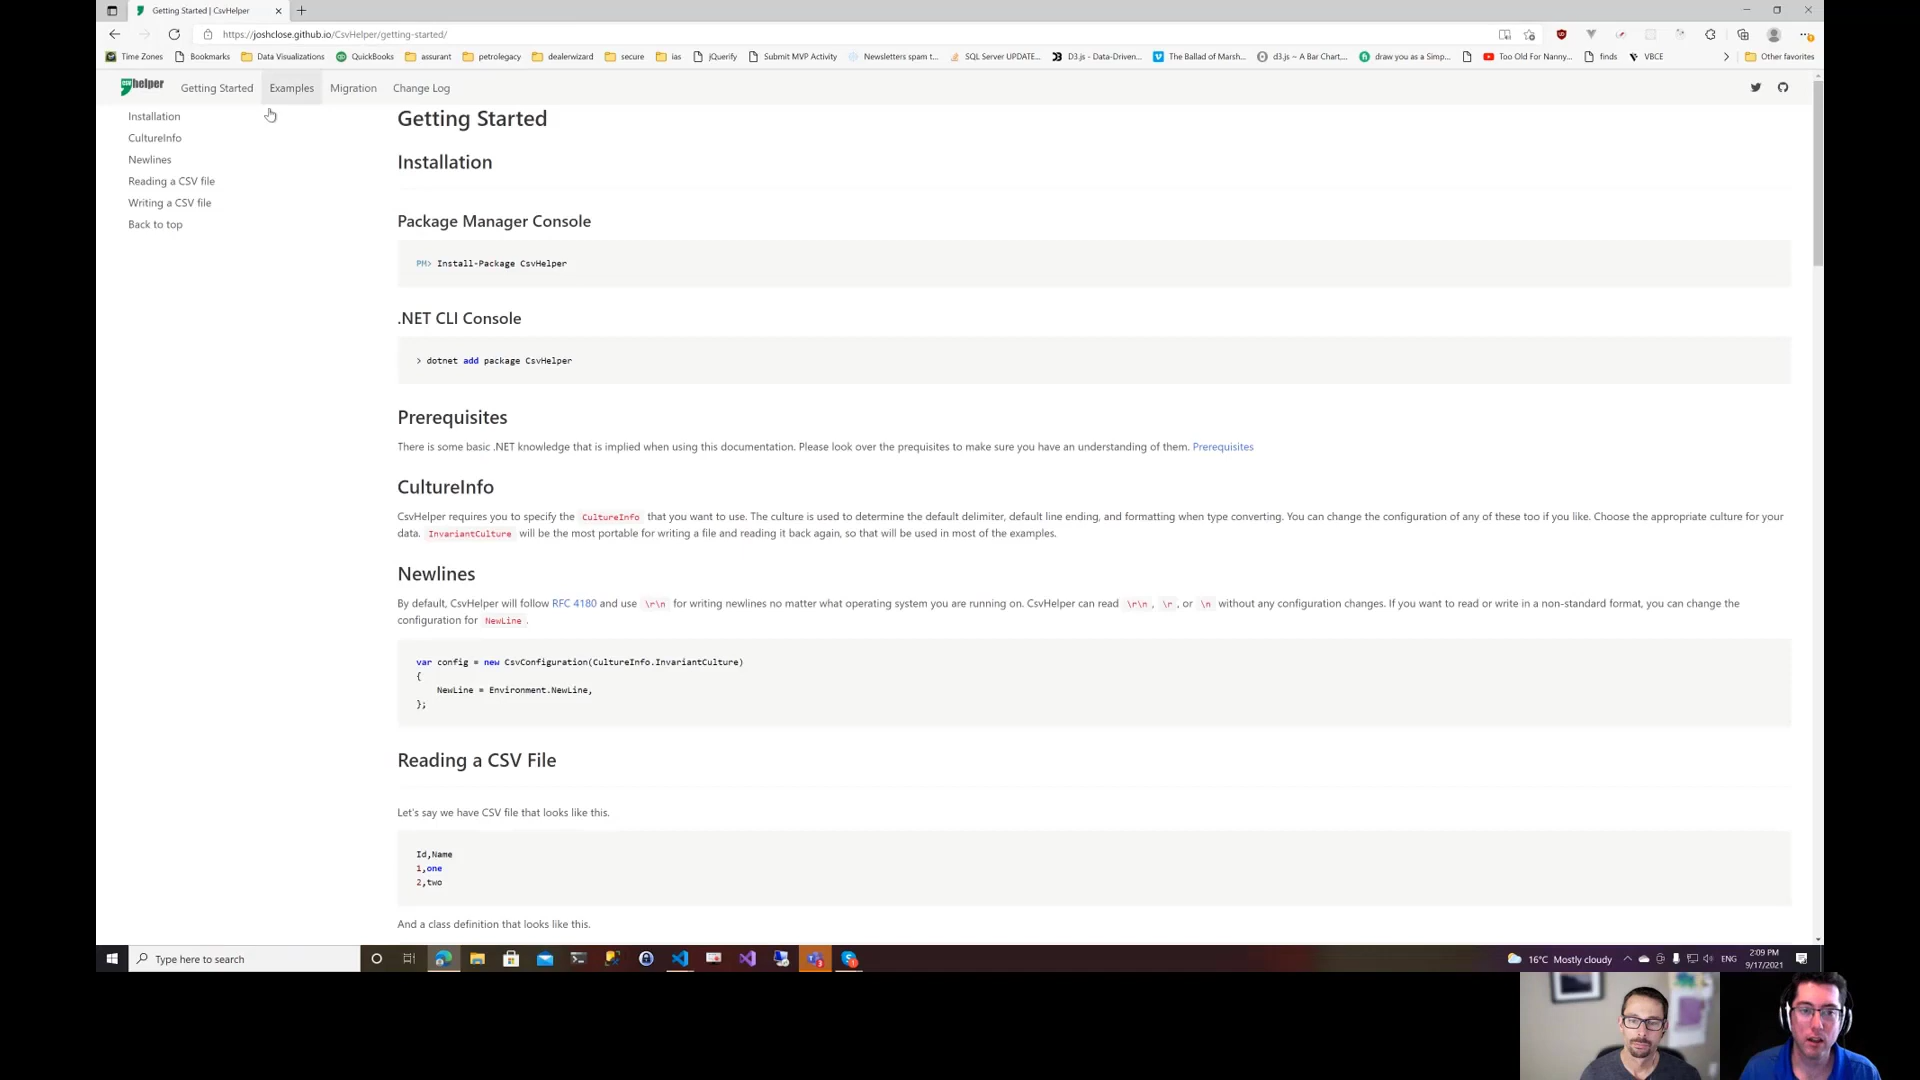 Getting Started | CsvHelper
https://joshclose.github.io/CsvHelper/getting-started/
Time Zones Bookmarks Data Visualizations QuickBooks assurant petrolegacy dealerwizard secure ias jQuerify Submit MVP Activity Newsletters spam t... SQL Server UPDATE... D3.js - Data-Driven... The Ballad of Marsh... d3.js ~ A Bar Chart,... draw you as a Simp... Too Old For Nanny... finds VBCE Other favorites
CSV helper Getting Started Examples Migration Change Log
Installation
CultureInfo
Newlines
Reading a CSV file
Writing a CSV file
Back to top
Getting Started
Installation
Package Manager Console
PM> Install-Package CsvHelper
.NET CLI Console
> dotnet add package CsvHelper
Prerequisites
There is some basic .NET knowledge that is implied when using this documentation. Please look over the prequisites to make sure you have an understanding of them. Prerequisites
CultureInfo
CsvHelper requires you to specify the CultureInfo that you want to use. The culture is used to determine the default delimiter, default line ending, and formatting when type converting. You can change the configuration of any of these too if you like. Choose the appropriate culture for your
data. InvariantCulture will be the most portable for writing a file and reading it back again, so that will be used in most of the examples.
Newlines
By default, CsvHelper will follow RFC 4180 and use \r\n for writing newlines no matter what operating system you are running on. CsvHelper can read \r\n, \r, or \n without any configuration changes. If you want to read or write in a non-standard format, you can change the
configuration for NewLine.
var config = new CsvConfiguration(CultureInfo.InvariantCulture)
{
NewLine = Environment.NewLine,
};
Reading a CSV File
Let's say we have CSV file that looks like this.
Id,Name
1,one
2,two
And a class definition that looks like this.
Type here to search
16°C Mostly cloudy ENG
2:09 PM
9/17/2021